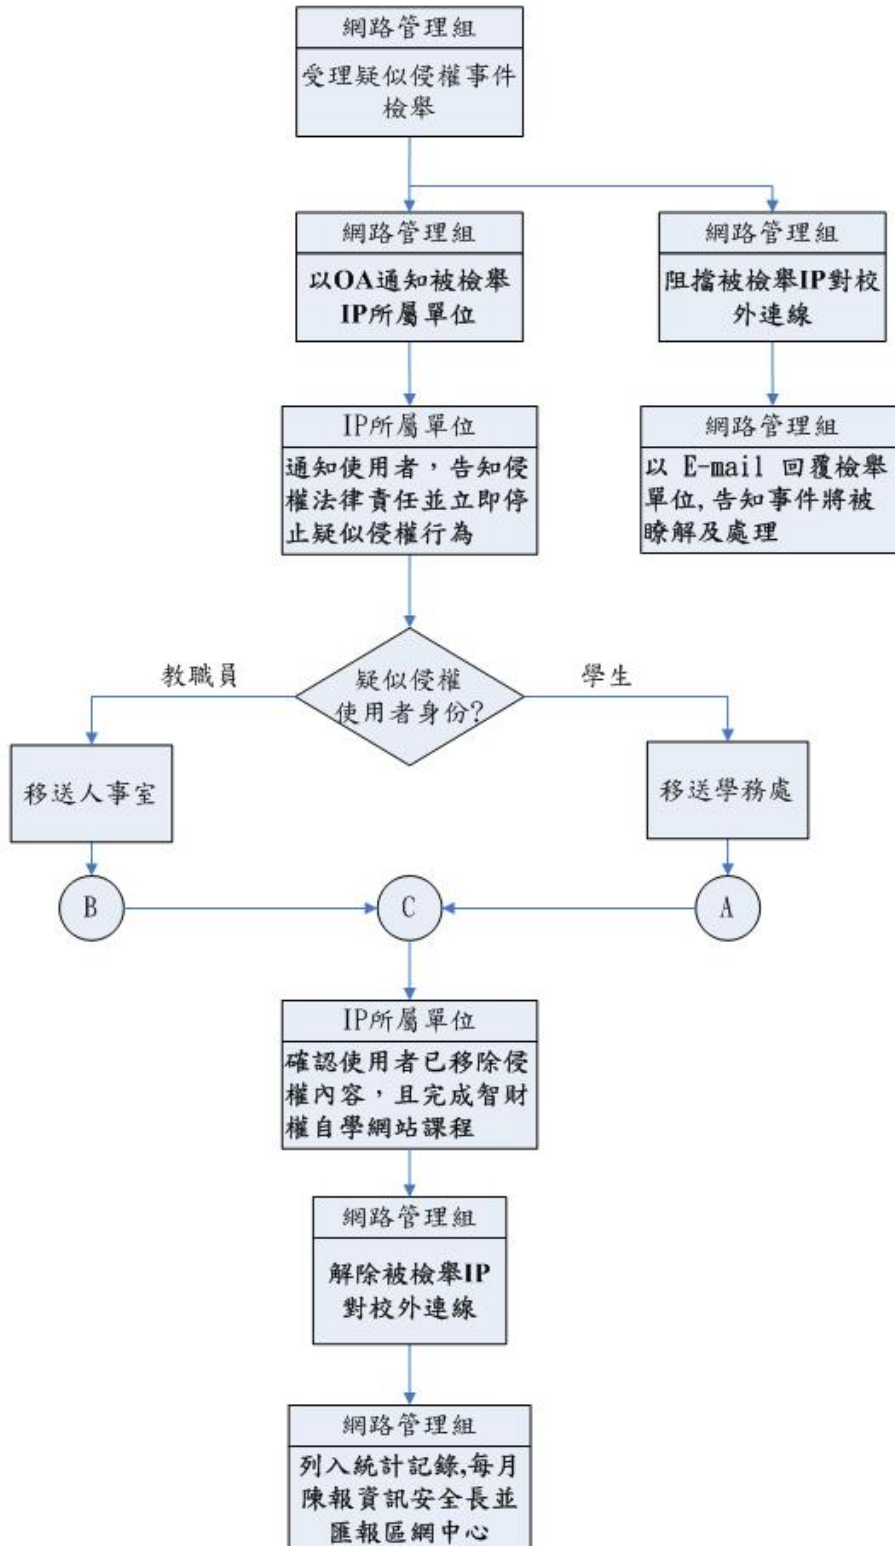 網路管理組
受理疑似侵權事件
檢舉
網路管理組
以OA通知被檢舉
IP所屬單位
網路管理組
阻擋被檢舉IP對校
外連線
IP所屬單位
通知使用者，告知侵
權法律責任並立即停
止疑似侵權行為
網路管理組
以 E-mail 回覆檢舉
單位,告知事件將被
瞭解及處理
教職員
疑似侵權
使用者身份?
學生
移送人事室
移送學務處
B
C
A
IP所屬單位
確認使用者已移除侵
權內容，且完成智財
權自學網站課程
網路管理組
解除被檢舉IP
對校外連線
網路管理組
列入統計記錄,每月
陳報資訊安全長並
匯報區網中心